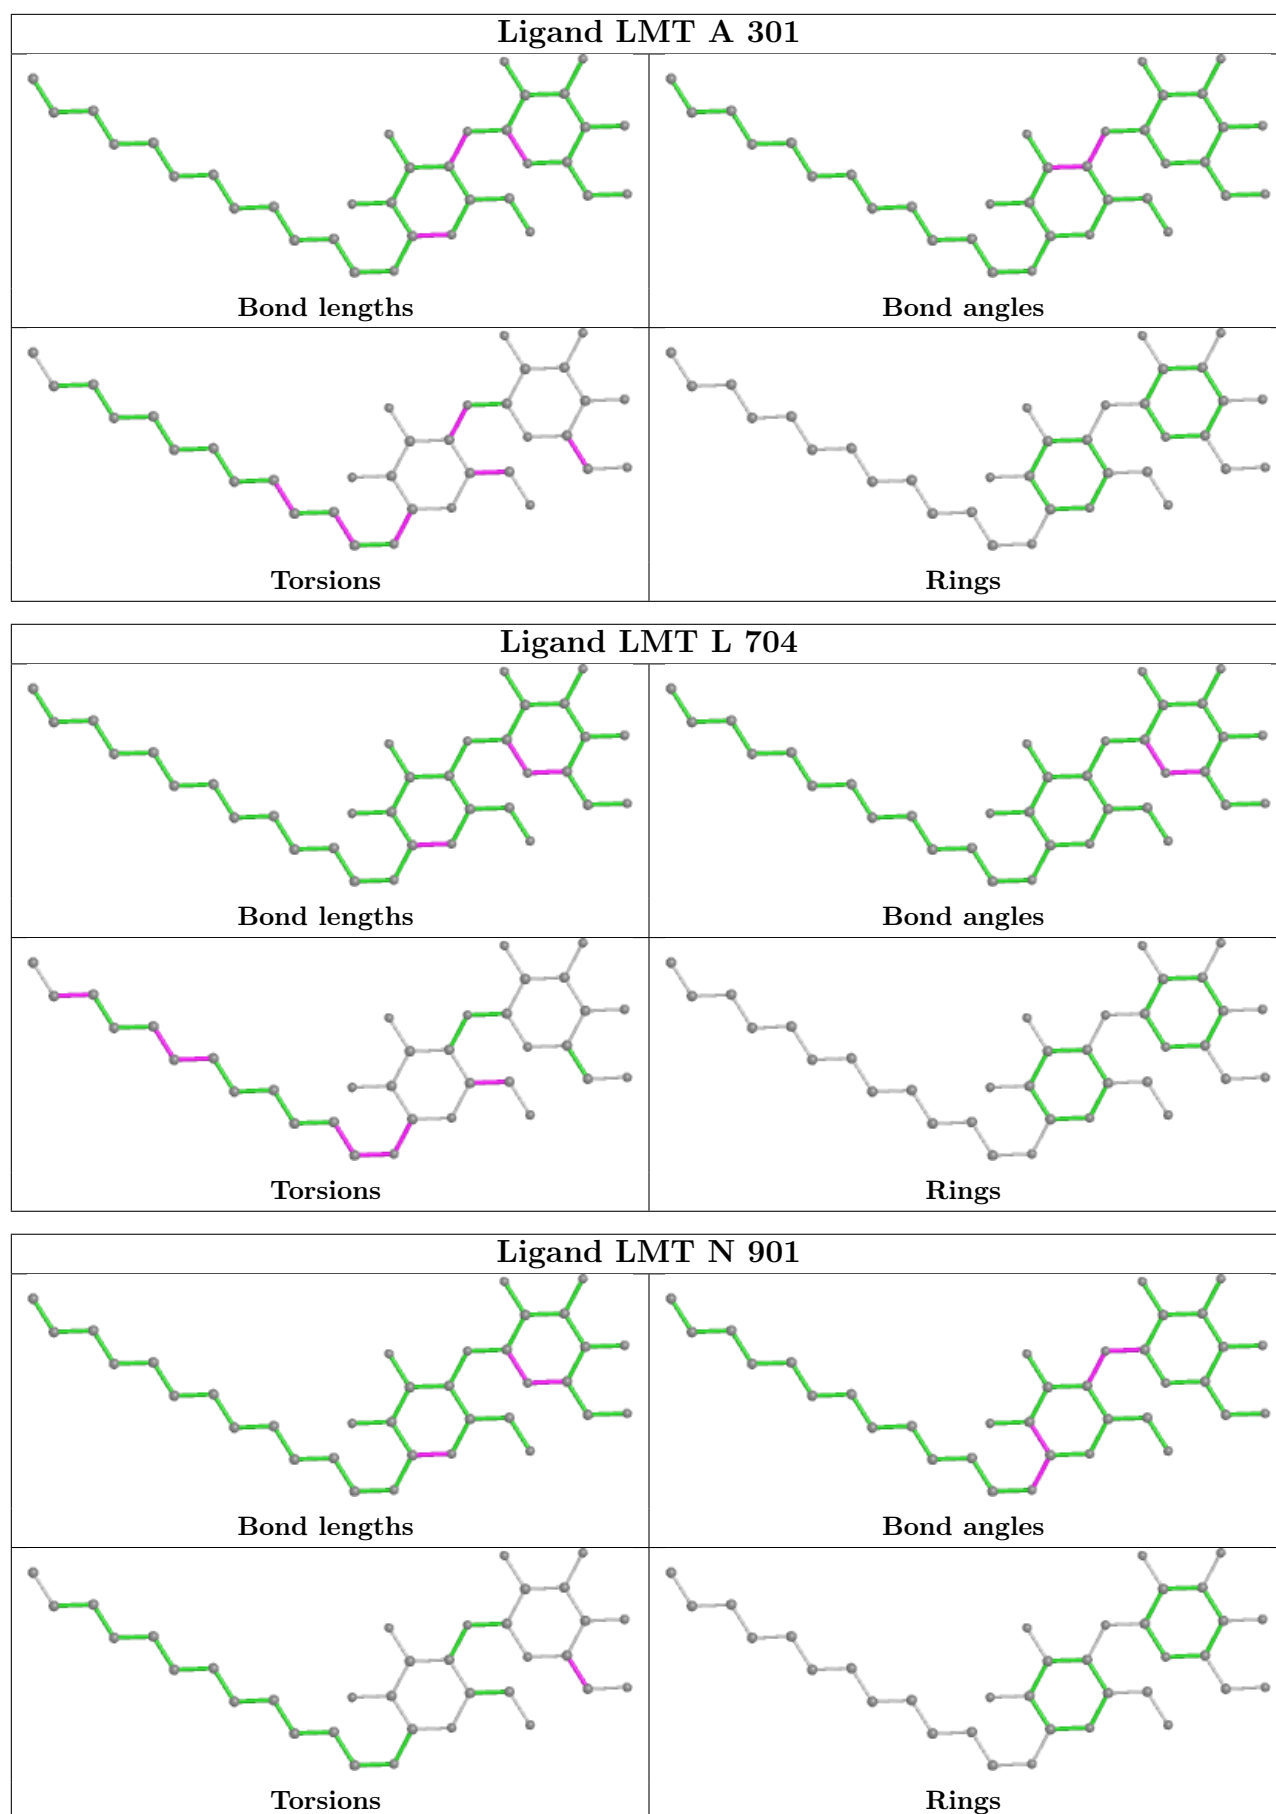 Ligand LMT A 301
Bond lengths
Bond angles
Torsions
Rings
Ligand LMT L 704
Bond lengths
Bond angles
Torsions
Rings
Ligand LMT N 901
Bond lengths
Bond angles
Torsions
Rings